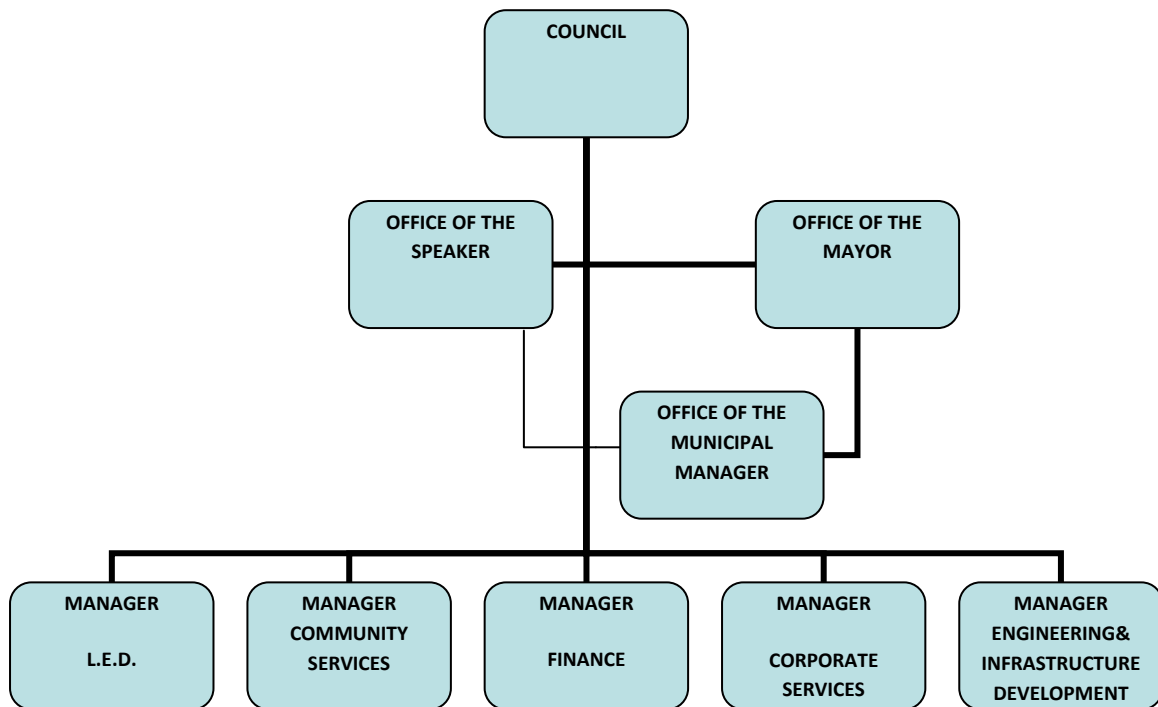 COUNCIL
OFFICE OF THE
SPEAKER
OFFICE OF THE
MAYOR
OFFICE OF THE
MUNICIPAL
MANAGER
MANAGER
L.E.D.
MANAGER
COMMUNITY
SERVICES
MANAGER
FINANCE
MANAGER
CORPORATE
SERVICES
MANAGER
ENGINEERING&
INFRASTRUCTURE
DEVELOPMENT